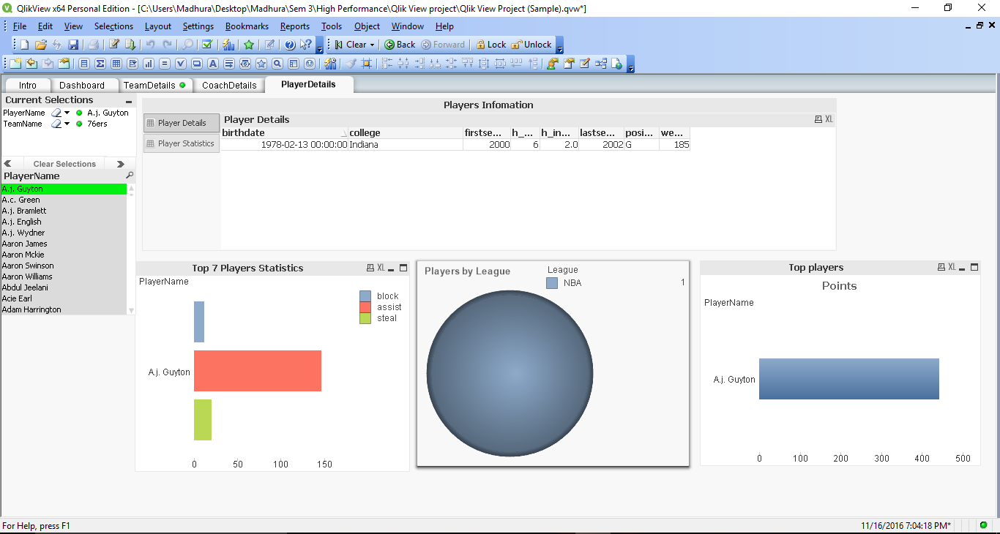 QlikView x64 Personal Edition - [C:\Users\Madhura\Desktop\Madhura\Sem 3\High Performance\Qlik View project\Qlik View Project (Sample).qvw*]
File Edit View Selections Layout Settings Bookmarks Reports Tools Object Window Help
Clear Back Forward Lock Unlock
Intro Dashboard TeamDetails CoachDetails PlayerDetails
Current Selections
PlayerName A.j. Guyton
TeamName 76ers
Clear Selections
PlayerName
A.j. Guyton
A.c. Green
A.j. Bramlett
A.j. English
A.j. Wydner
Aaron James
Aaron Mckie
Aaron Swinson
Aaron Williams
Abdul Jeelani
Acie Earl
Adam Harrington
Players Infomation
Player Details
Player Statistics
Player Details XL
birthdate college firstse... h_... h_in... lastse... posi... we...
1978-02-13 00:00:00 Indiana 2000 6 2.0 2002 G 185
Top 7 Players Statistics XL
PlayerName
block
assist
steal
A.j. Guyton
0 50 100 150
Players by League
League
NBA 1
Top players XL
Points
PlayerName
A.j. Guyton
0 100 200 300 400 500
For Help, press F1 11/16/2016 7:04:18 PM*